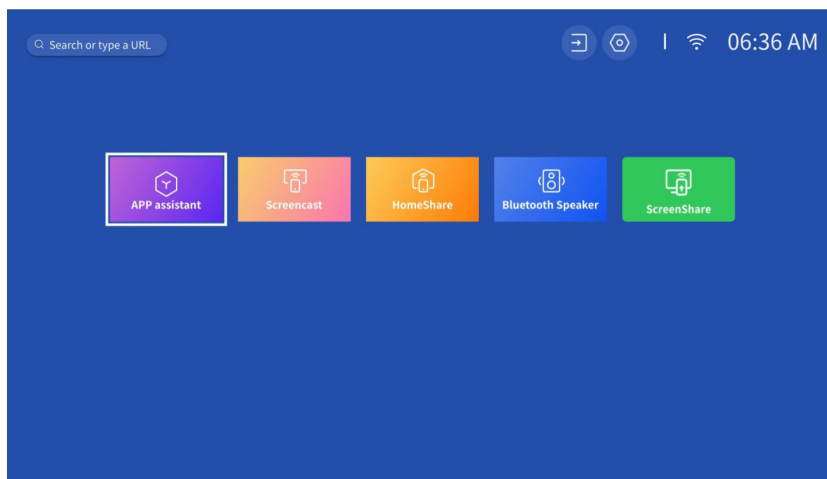 Search or type a URL
06:36 AM
APP assistant
Screencast
HomeShare
Bluetooth Speaker
ScreenShare